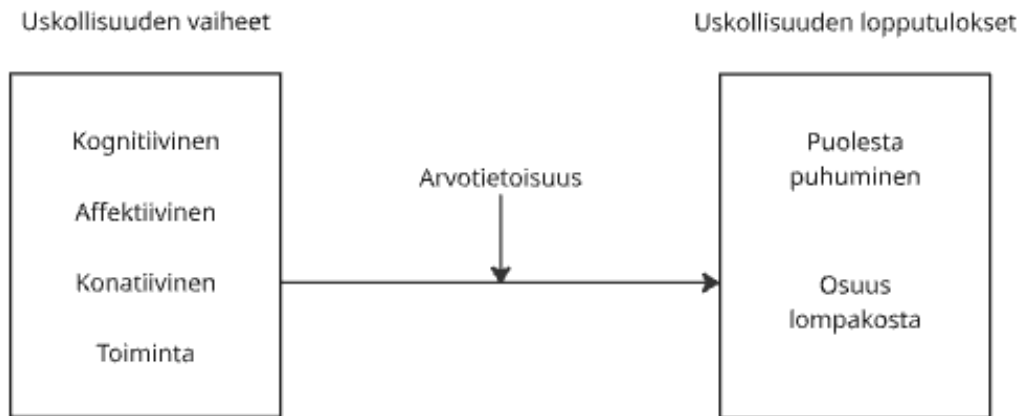 Uskollisuuden vaiheet
Uskollisuuden lopputulokset
Kognitiivinen
Affektiivinen
Konatiivinen
Toiminta
Arvotietoisuus
Puolesta
puhuminen
Osuus
lompakosta